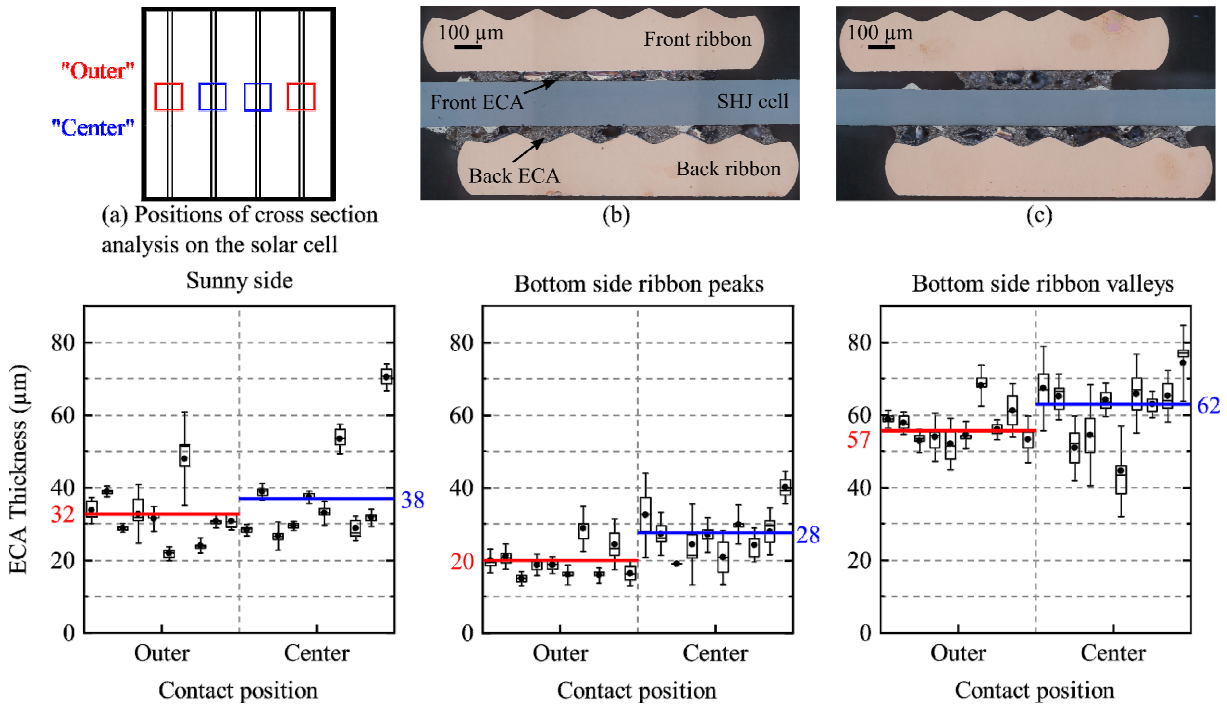 "Outer"
"Center"
(a) Positions of cross section
analysis on the solar cell
100 µm
Front ribbon
Front ECA
SHJ cell
Back ECA
Back ribbon
(b)
100 µm
(c)
Sunny side
Bottom side ribbon peaks
Bottom side ribbon valleys
ECA Thickness (µm)
80
60
40
32
20
0
38
Outer
Center
Contact position
80
60
40
20
20
0
28
Outer
Center
Contact position
80
60
57
40
20
0
62
Outer
Center
Contact position